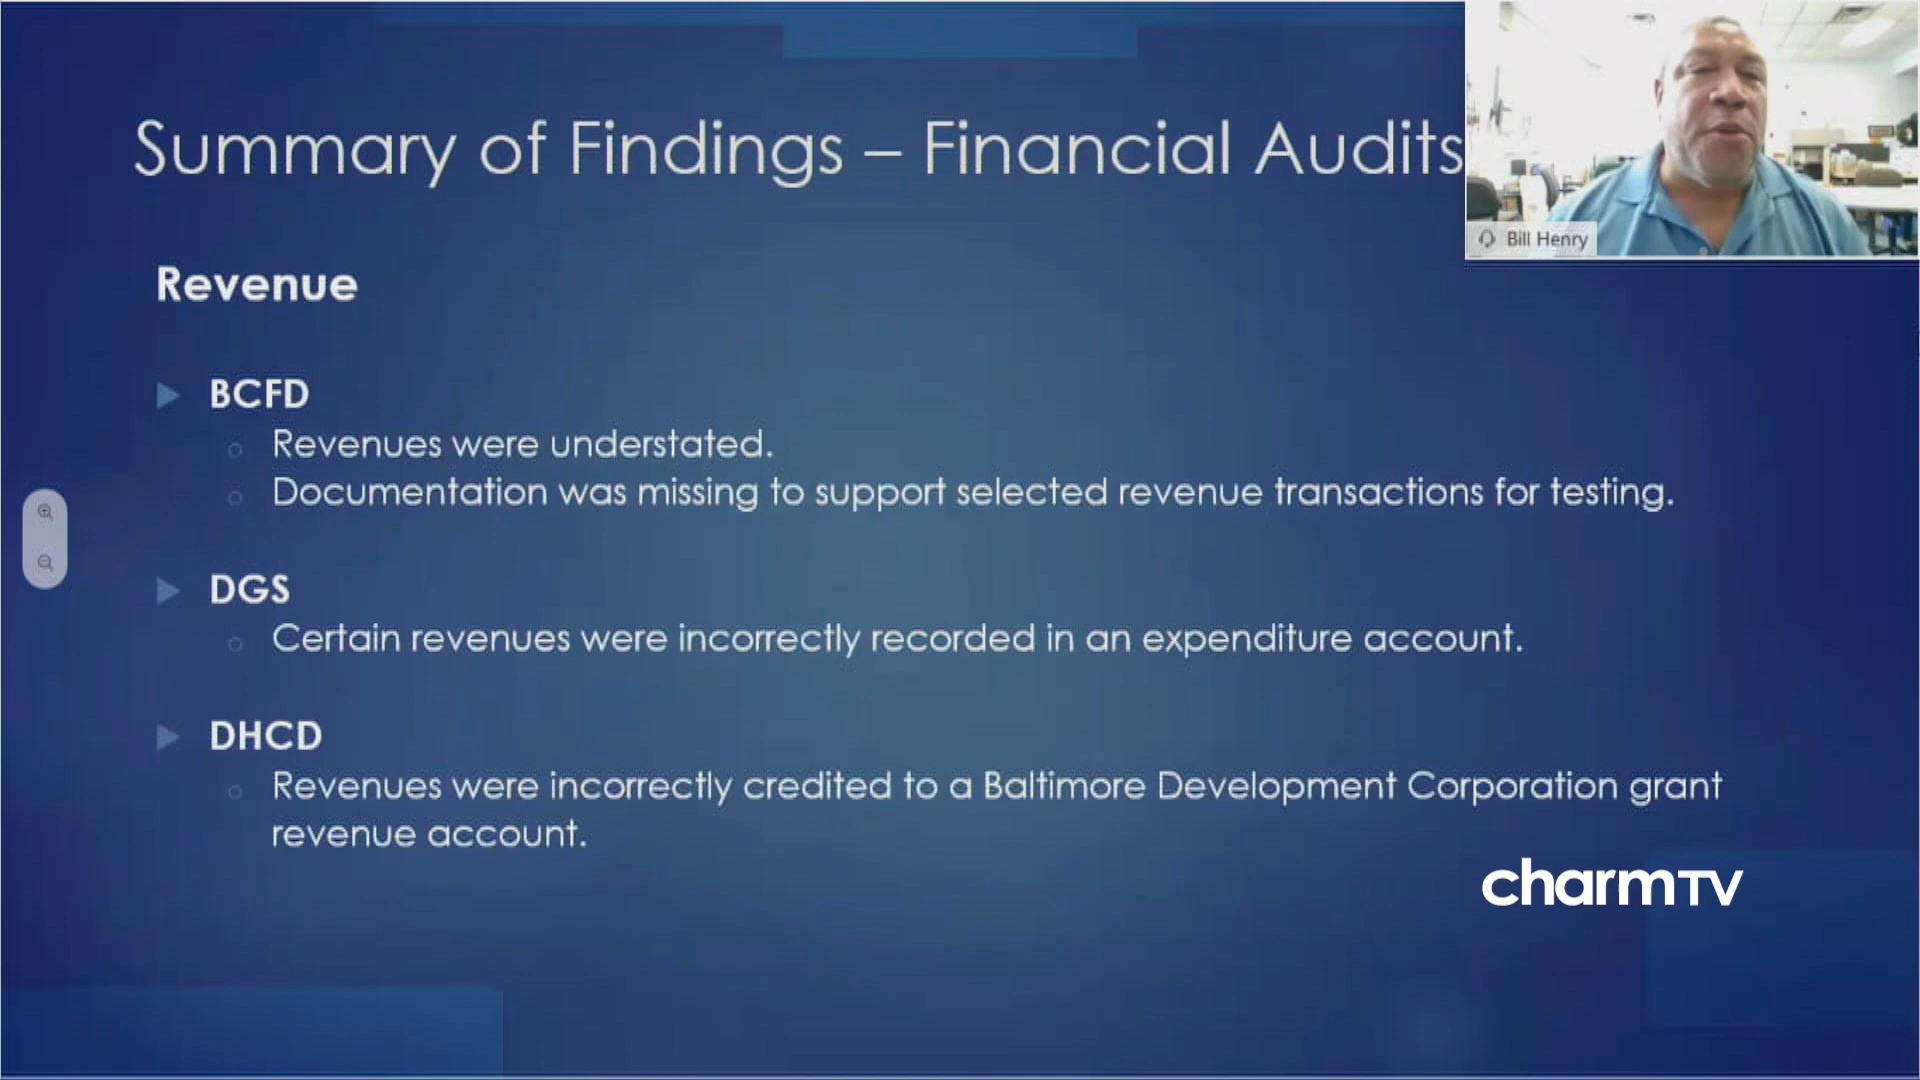 Summary of Findings – Financial Audits
Bill Henry
Revenue
BCFD
Revenues were understated.
Documentation was missing to support selected revenue transactions for testing.
DGS
Certain revenues were incorrectly recorded in an expenditure account.
DHCD
Revenues were incorrectly credited to a Baltimore Development Corporation grant
revenue account.
charmTV